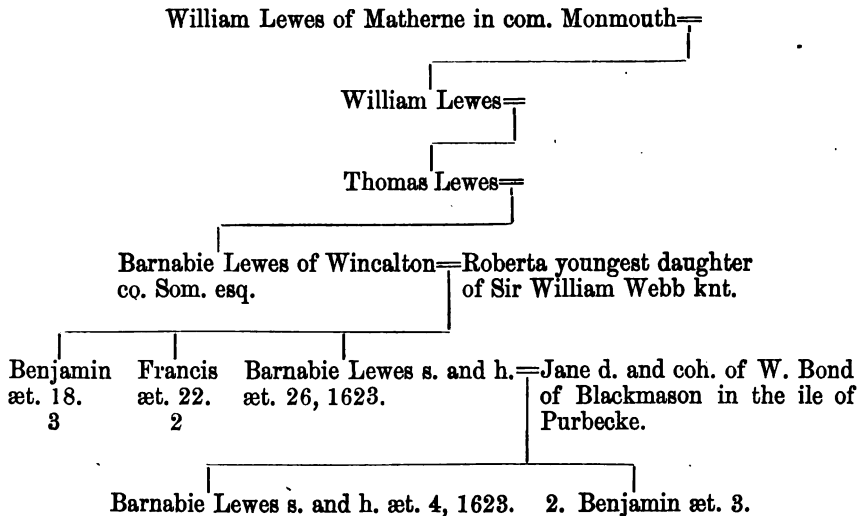 William Lewes of Matherne in com. Monmouth=
William Lewes=
Thomas Lewes=
Barnabie Lewes of Wincalton=Roberta youngest daughter
co. Som. esq. of Sir William Webb knt.
Benjamin Francis Barnabie Lewes s. and h.=Jane d. and coh. of W. Bond
æt. 18. æt. 22. æt. 26, 1623. of Blackmason in the ile of
3 2 Purbecke.
Barnabie Lewes s. and h. æt. 4, 1623. 2. Benjamin æt. 3.